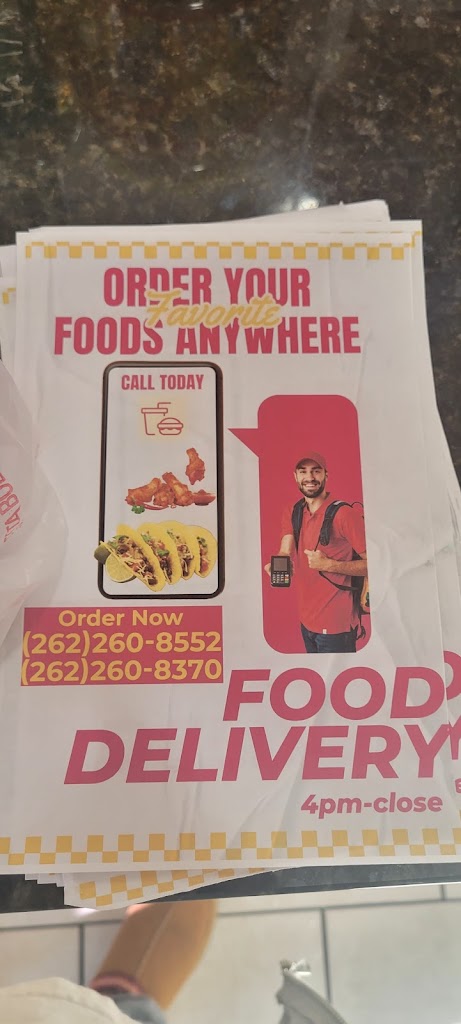 ORDER YOUR
Favorite
FOODS ANYWHERE
CALL TODAY
Order Now
(262)260-8552
(262)260-8370
FOOD
DELIVERY
4pm-close